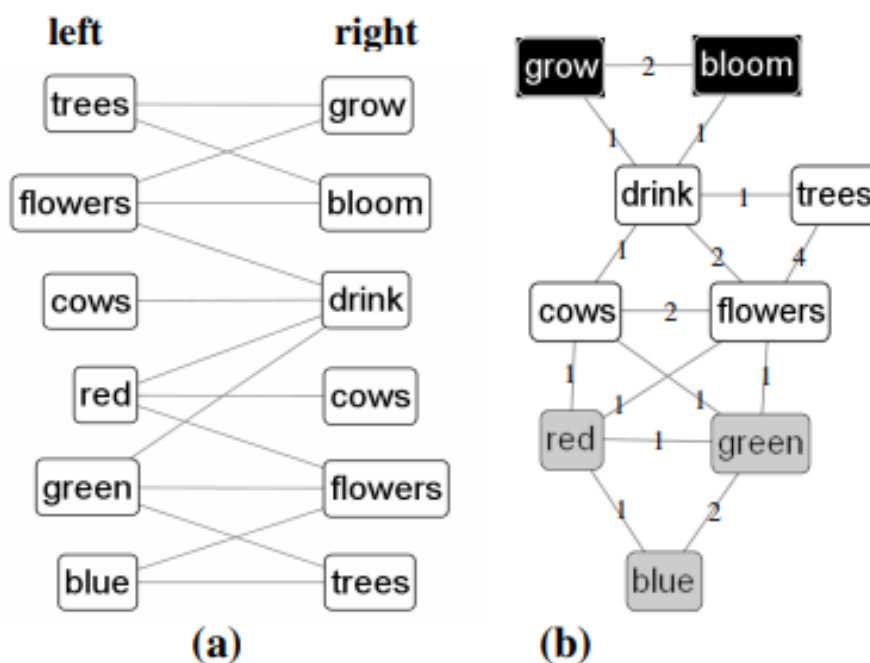 left right
trees grow
flowers bloom
cows drink
red cows
green flowers
blue trees
(a)
grow 2 bloom
1 1
drink 1 trees
1 2 4
cows 2 flowers
1 1 1 1
red 1 green
1 2
blue
(b)